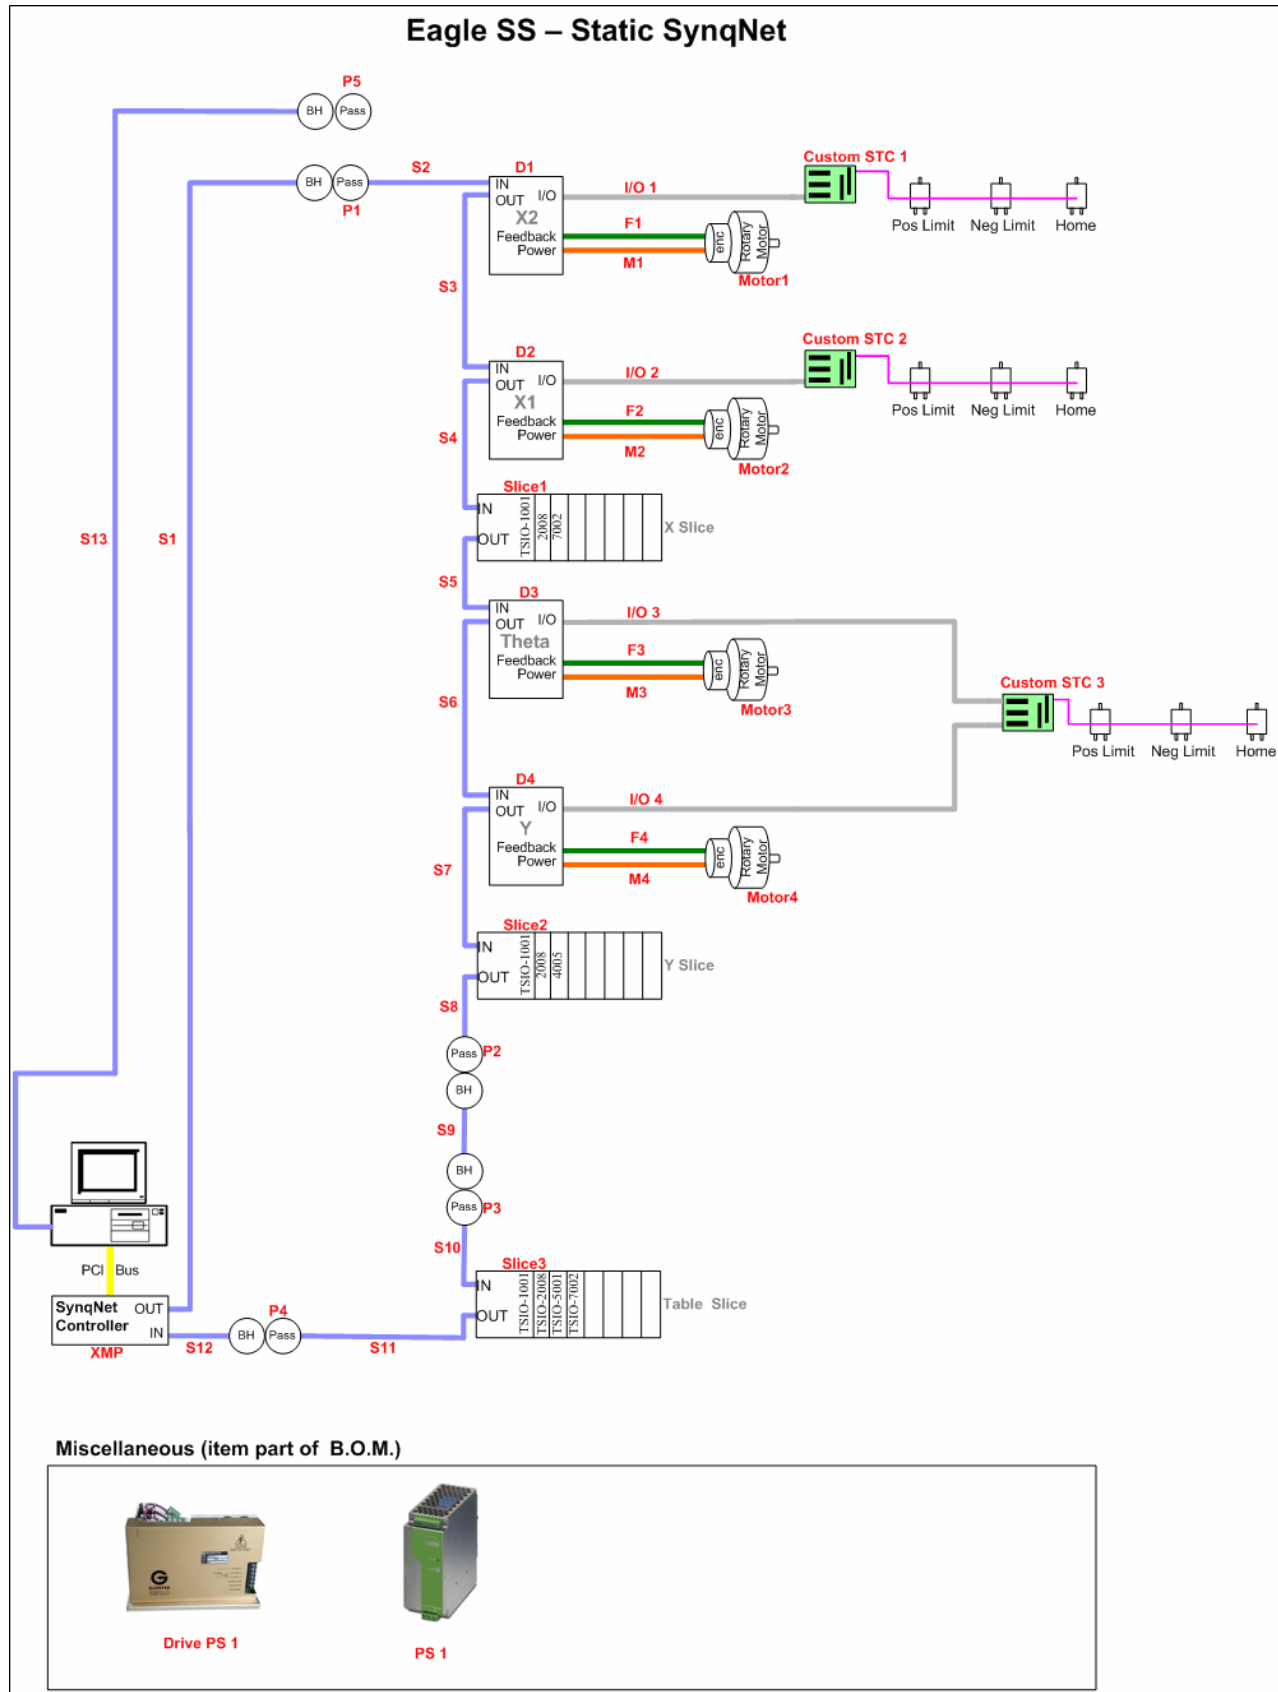 Eagle SS – Static SynqNet
P5
BH
Pass
BH
Pass
P1
S2
D1
IN
OUT
I/O
X2
Feedback
Power
I/O 1
F1
M1
enc
Rotary
Motor
Motor1
Custom STC 1
Pos Limit
Neg Limit
Home
S3
D2
IN
OUT
I/O
X1
Feedback
Power
I/O 2
F2
M2
enc
Rotary
Motor
Motor2
Custom STC 2
Pos Limit
Neg Limit
Home
S4
Slice1
IN
OUT
TSIO-1001
2008
7002
X Slice
S13
S1
S5
D3
IN
OUT
I/O
Theta
Feedback
Power
I/O 3
F3
M3
enc
Rotary
Motor
Motor3
Custom STC 3
Pos Limit
Neg Limit
Home
S6
D4
IN
OUT
I/O
Y
Feedback
Power
I/O 4
F4
M4
enc
Rotary
Motor
Motor4
S7
Slice2
IN
OUT
TSIO-1001
2008
4005
Y Slice
S8
Pass
P2
BH
S9
BH
Pass
P3
S10
Slice3
IN
OUT
TSIO-1001
TSIO-2008
TSIO-5001
TSIO-7002
Table Slice
PCI Bus
SynqNet
Controller
OUT
IN
XMP
S12
BH
Pass
P4
S11
Miscellaneous (item part of B.O.M.)
G
Drive PS 1
PS 1